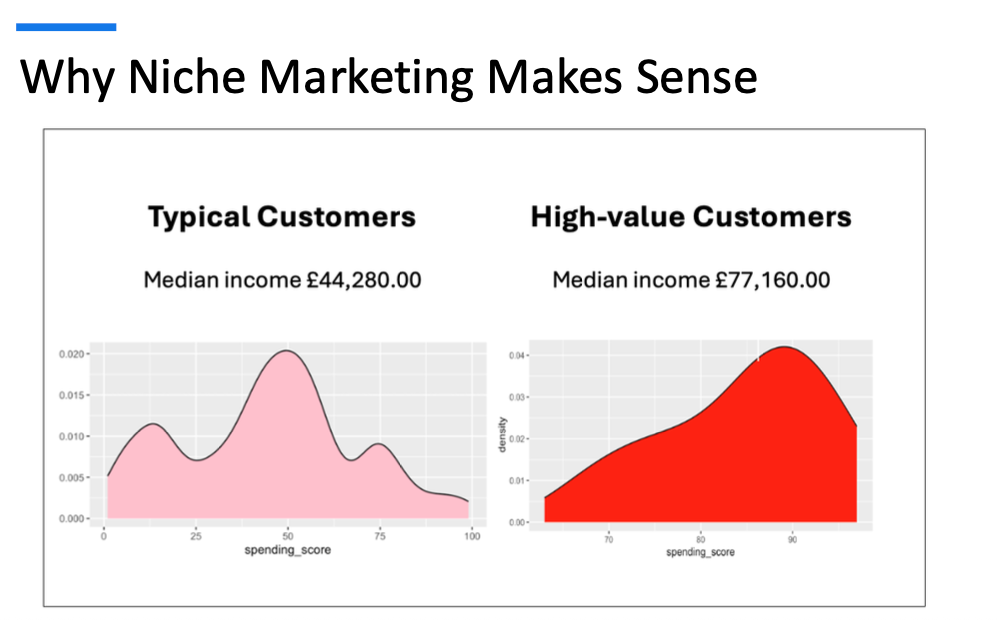 Why Niche Marketing Makes Sense
Typical Customers
Median income £44,280.00
0.020
0.015
0.010
0.005
0.000
0
25
50
75
100
spending_score
High-value Customers
Median income £77,160.00
density
0.04
0.03
0.02
0.01
0.00
70
80
90
spending_score